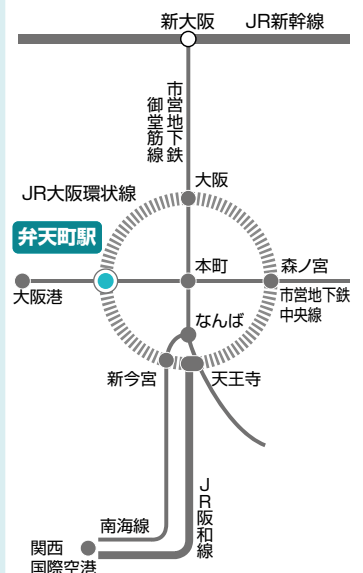 新大阪
JR新幹線
市営地下鉄
御堂筋線
大阪
JR大阪環状線
弁天町駅
本町
森ノ宮
大阪港
市営地下鉄
中央線
なんば
新今宮
天王寺
JR阪和線
南海線
関西
国際空港